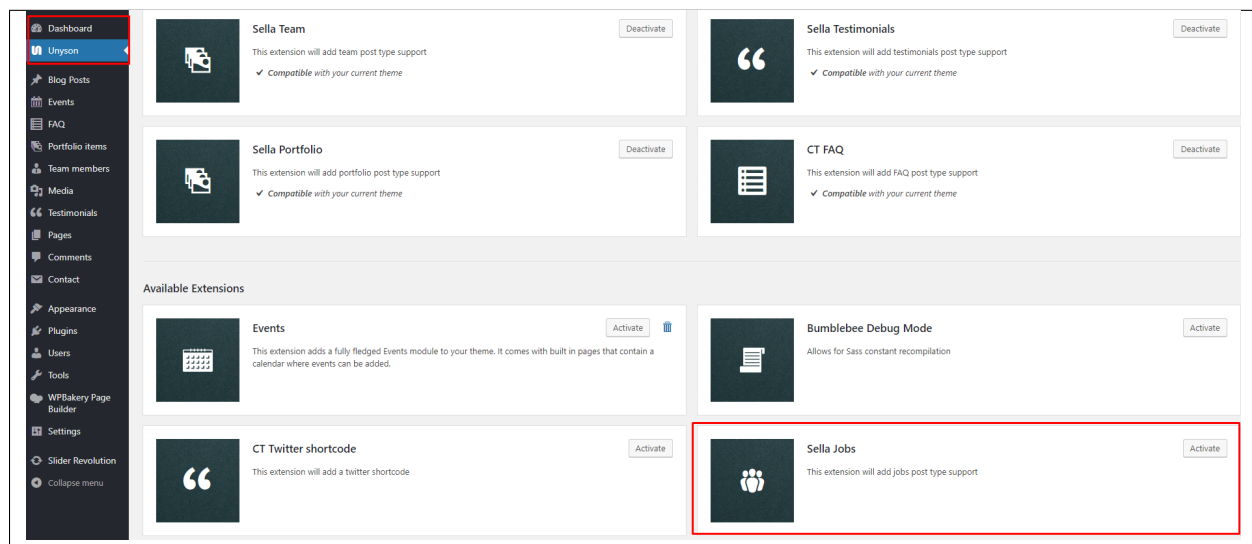 Dashboard
Unyson
Blog Posts
Events
FAQ
Portfolio items
Team members
Media
Testimonials
Pages
Comments
Contact
Appearance
Plugins
Users
Tools
WPBakery Page
Builder
Settings
Slider Revolution
Collapse menu
Sella Team
Deactivate
This extension will add team post type support
✔ Compatible with your current theme
Sella Testimonials
Deactivate
This extension will add testimonials post type support
✔ Compatible with your current theme
Sella Portfolio
Deactivate
This extension will add portfolio post type support
✔ Compatible with your current theme
CT FAQ
Deactivate
This extension will add FAQ post type support
✔ Compatible with your current theme
Available Extensions
Events
Activate
This extension adds a fully fledged Events module to your theme. It comes with built in pages that contain a
calendar where events can be added.
Bumblebee Debug Mode
Activate
Allows for Sass constant recompilation
CT Twitter shortcode
Activate
This extension will add a twitter shortcode
Sella Jobs
Activate
This extension will add jobs post type support